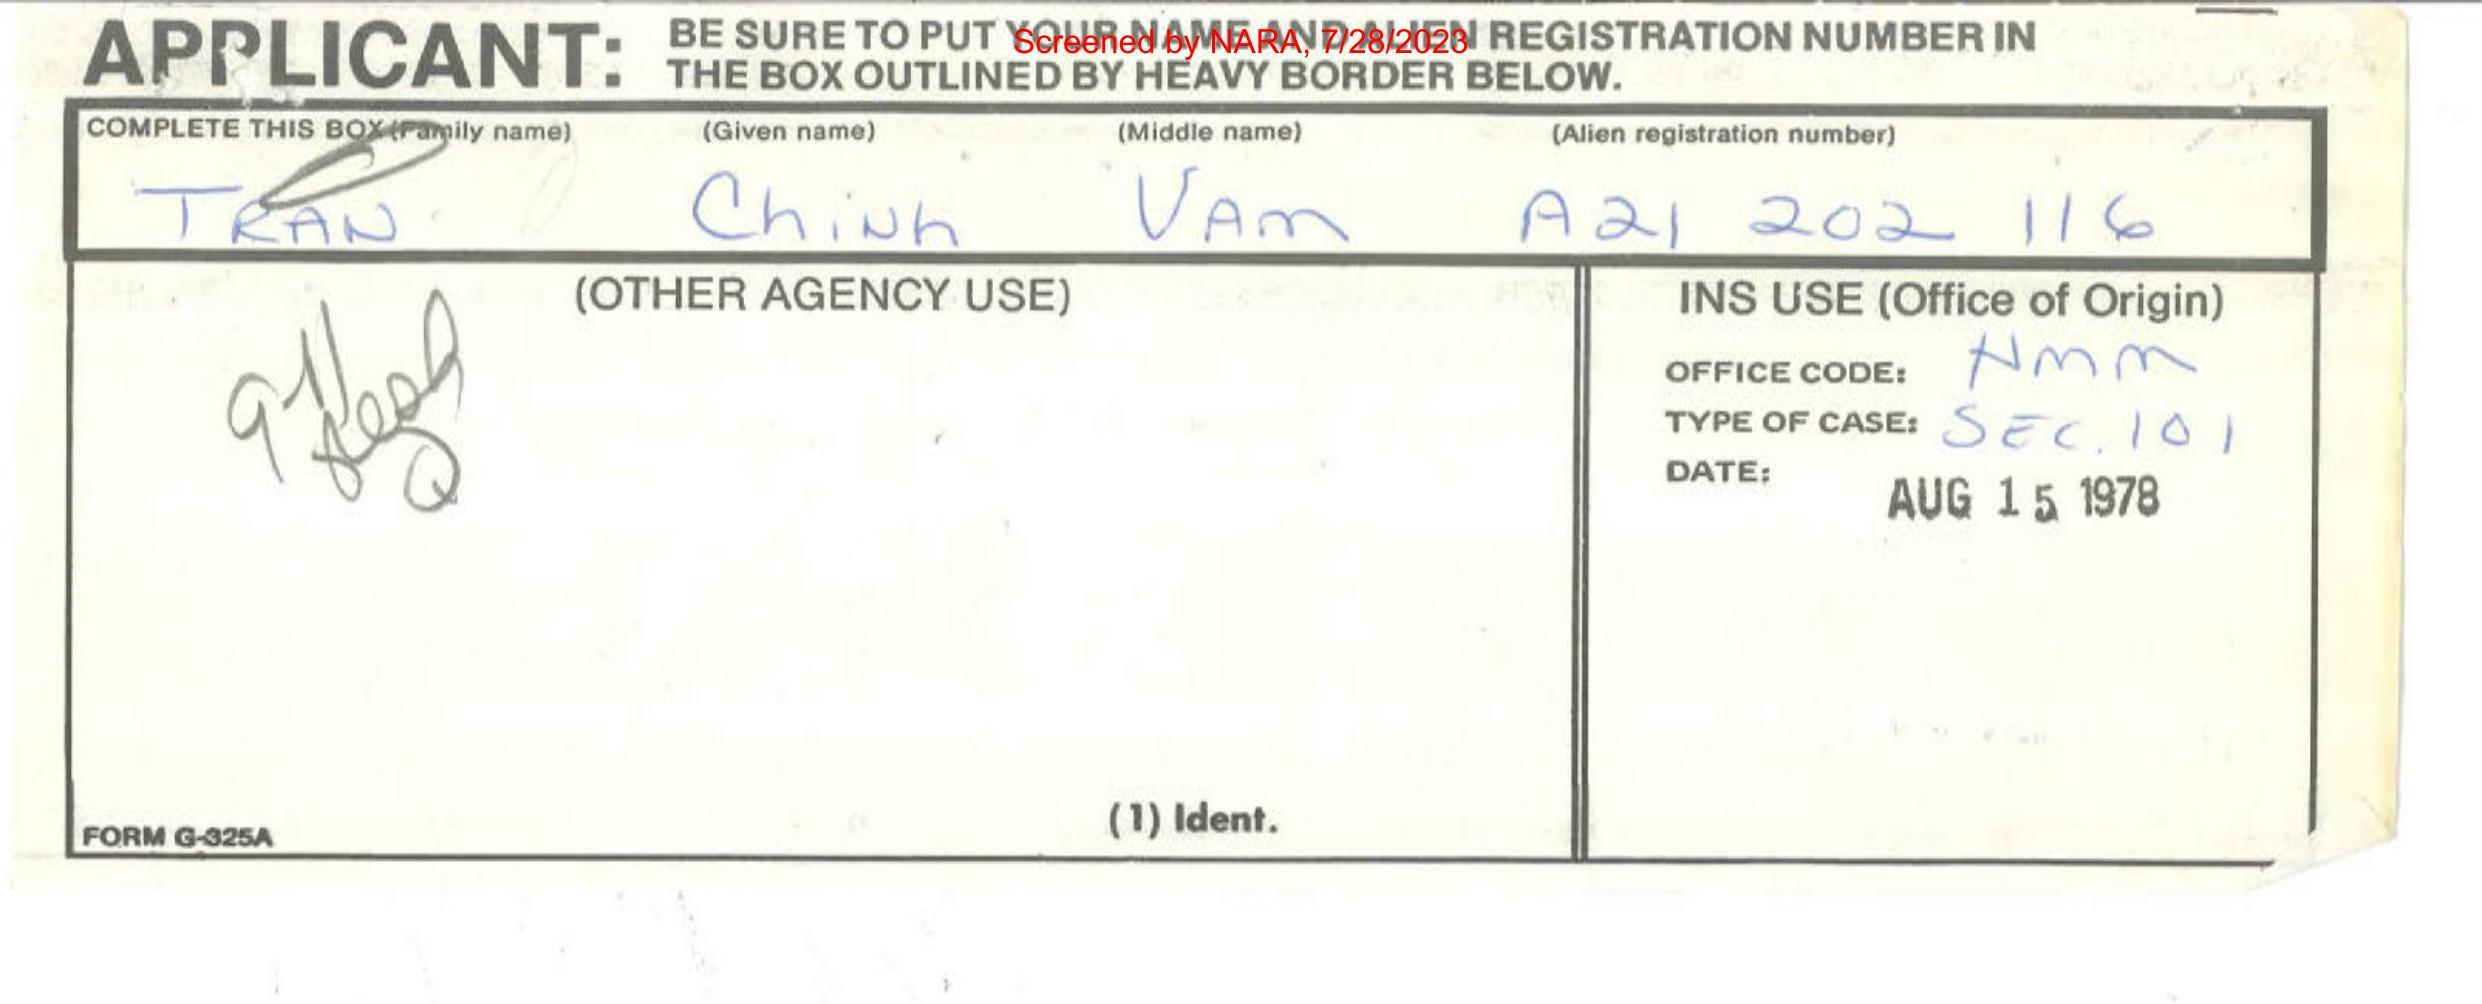 APPLICANT: BE SURE TO PUT YOUR NAME AND ALIEN REGISTRATION NUMBER IN
THE BOX OUTLINED BY HEAVY BORDER BELOW.
Screened by NARA, 7/28/2023
COMPLETE THIS BOX (Family name) (Given name) (Middle name) (Alien registration number)
TRAN Chinh VAM A21 202 116
(OTHER AGENCY USE) INS USE (Office of Origin)
OFFICE CODE: HMM
TYPE OF CASE: SEC. 101
DATE: AUG 15 1978
(1) Ident.
FORM G-325A